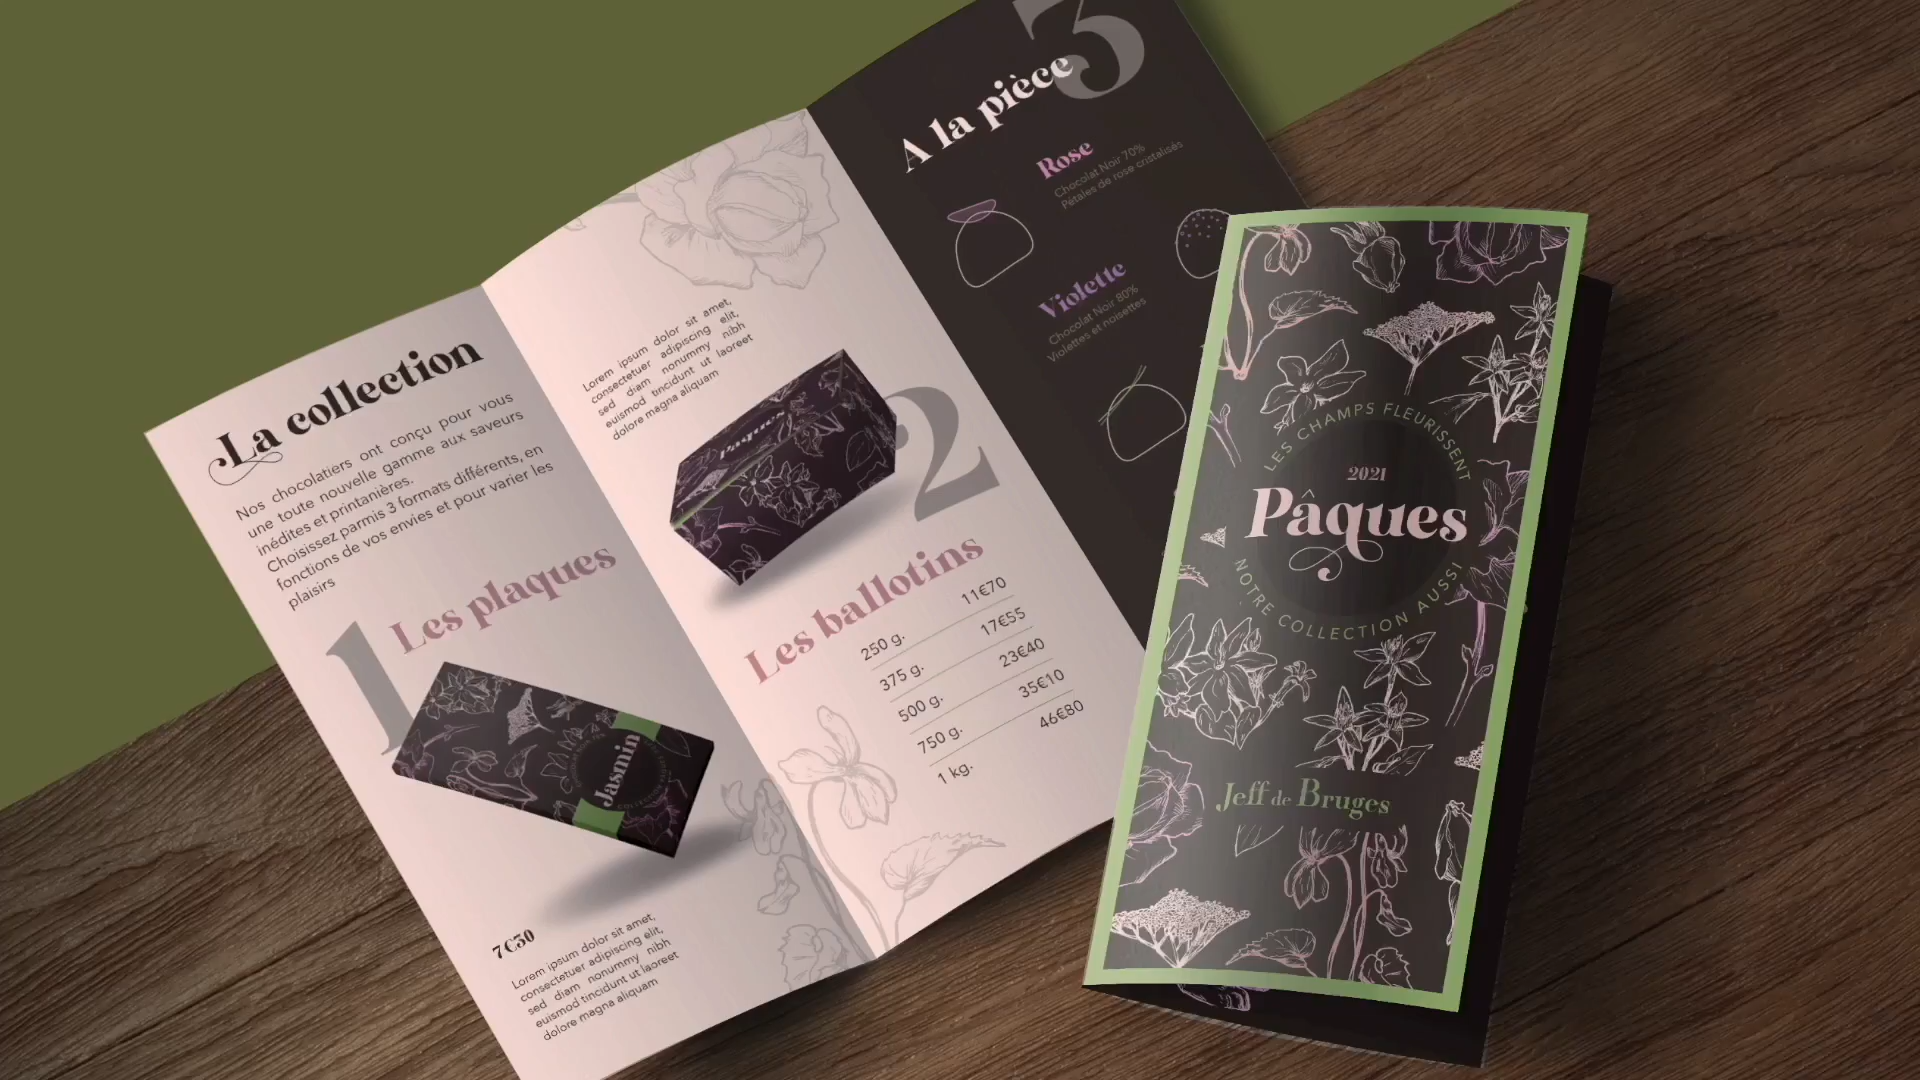 La collection
Nos chocolatiers ont conçu pour vous
une toute nouvelle gamme aux saveurs
inédites et printanières.
Choisissez parmis 3 formats différents, en
fonctions de vos envies et pour varier les
plaisirs
1
Les plaques
Jasmin
7€50
Lorem ipsum dolor sit amet,
consectetuer adipiscing elit,
sed diam nonummy nibh
euismod tincidunt ut laoreet
dolore magna aliquam
Lorem ipsum dolor sit amet,
consectetuer adipiscing elit,
sed diam nonummy nibh
euismod tincidunt ut laoreet
dolore magna aliquam
Pâques
2
Les ballotins
250 g. 11€70
375 g. 17€55
500 g. 23€40
750 g. 35€10
1 kg. 46€80
3
A la pièce
Rose
Chocolat Noir 70%
Pétales de rose cristalisés
Violette
Chocolat Noir 80%
Violettes et noisettes
LES CHAMPS FLEURISSENT
2021
Pâques
NOTRE COLLECTION AUSSI
Jeff de Bruges